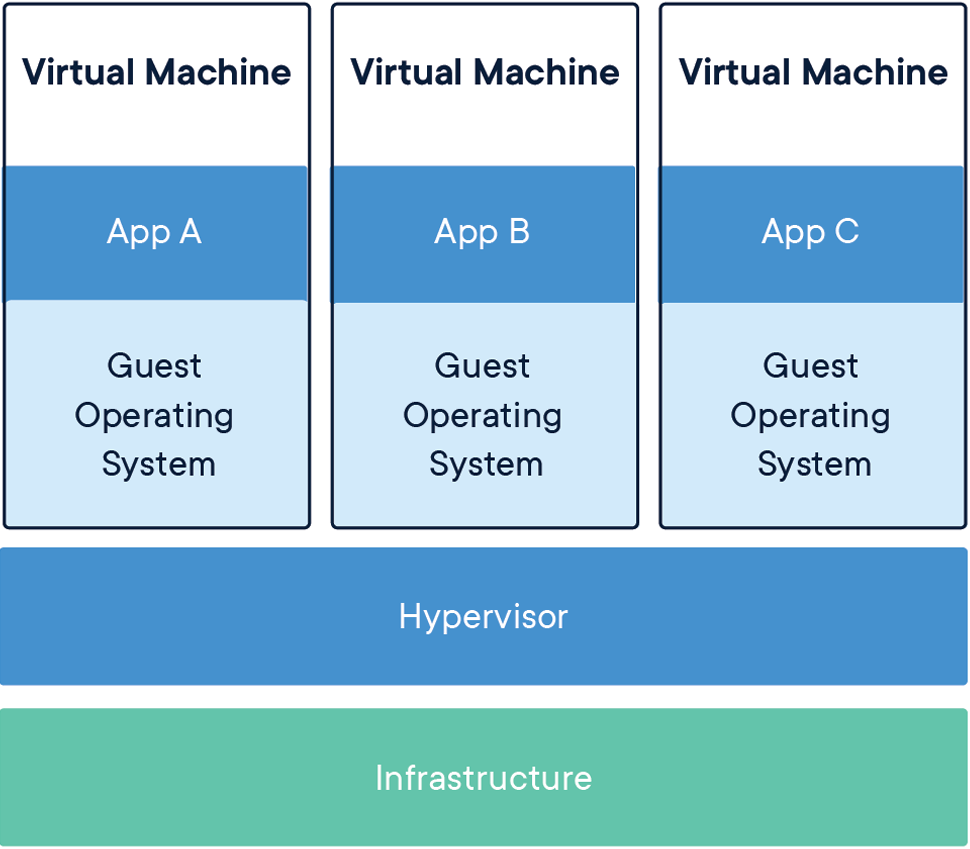 Virtual Machine
App A
Guest
Operating
System
Virtual Machine
App B
Guest
Operating
System
Virtual Machine
App C
Guest
Operating
System
Hypervisor
Infrastructure